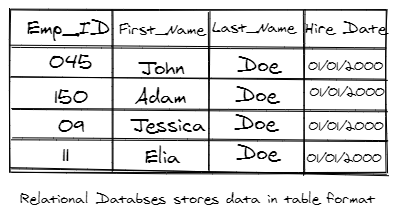 Emp_ID First_Name Last_Name Hire Date
045 John Doe 01/01/2000
150 Adam Doe 01/01/2000
09 Jessica Doe 01/01/2000
11 Elia Doe 01/01/2000
Relational Databses stores data in table format